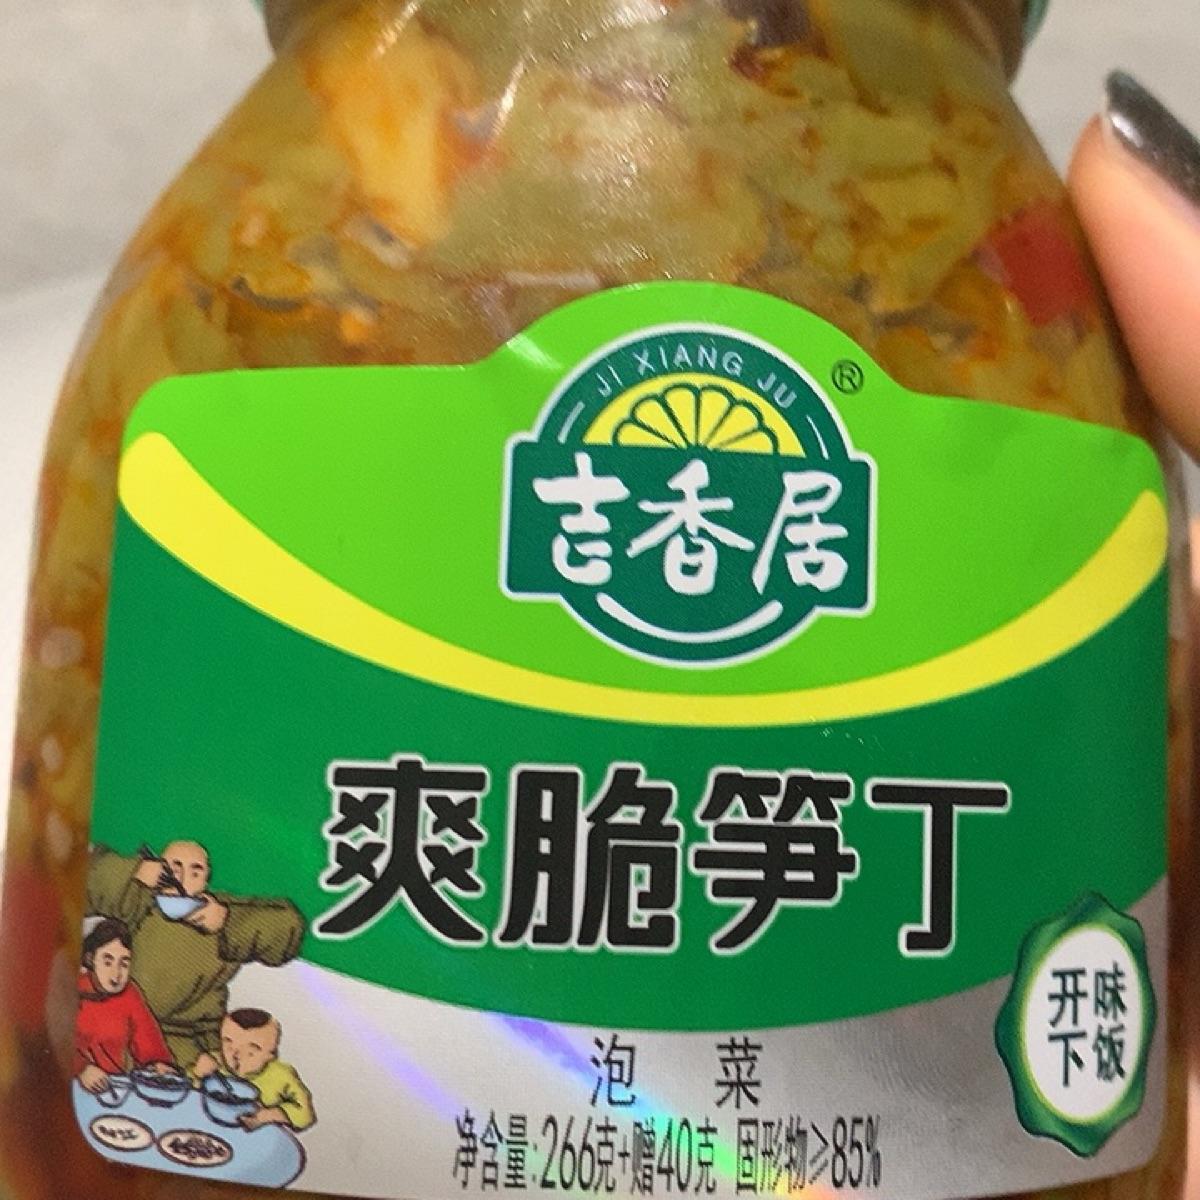 JI XIANG JU
®
吉香居
爽脆笋丁
开味
下饭
泡菜
净含量:266克+赠40克 固形物≥85%